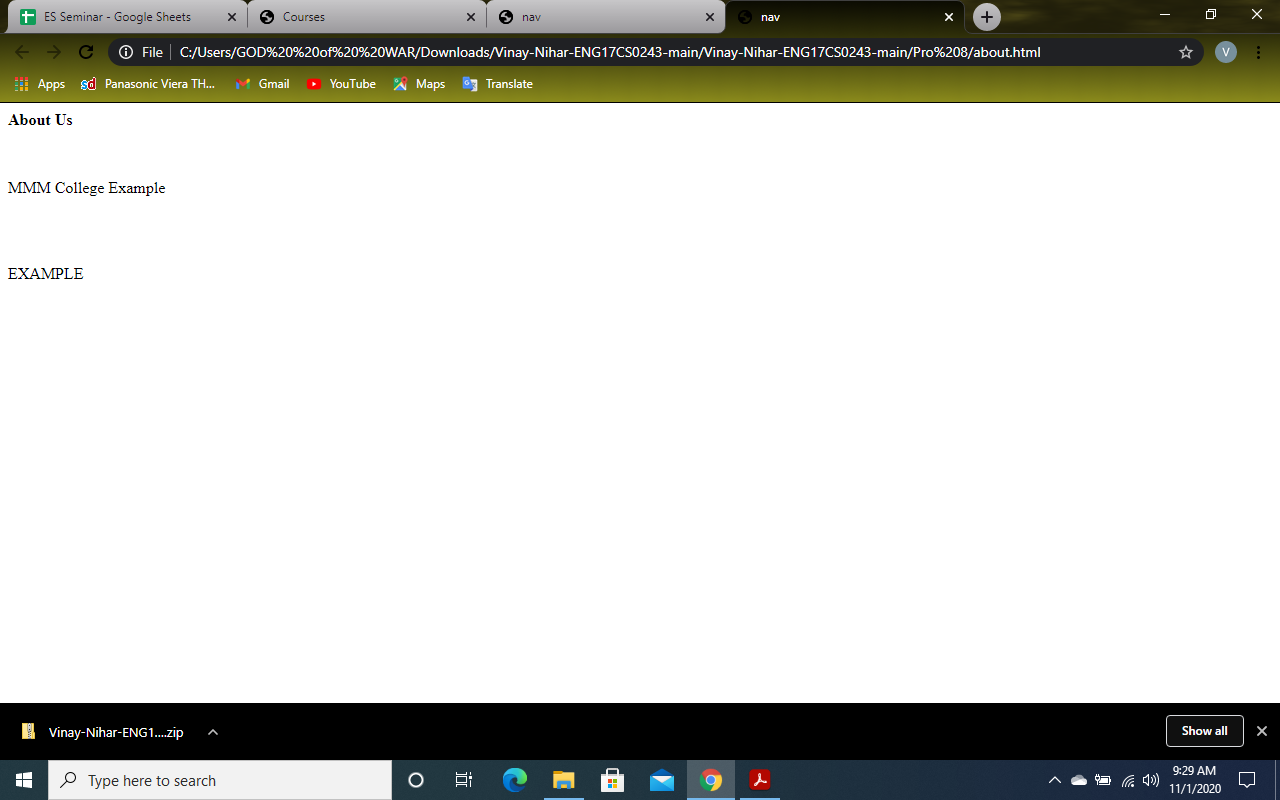 ES Seminar - Google Sheets
Courses
nav
nav
File
C:/Users/GOD%20%20of%20%20WAR/Downloads/Vinay-Nihar-ENG17CS0243-main/Vinay-Nihar-ENG17CS0243-main/Pro%208/about.html
V
Apps
Panasonic Viera TH...
Gmail
YouTube
Maps
Translate
About Us
MMM College Example
EXAMPLE
Vinay-Nihar-ENG1....zip
Show all
Type here to search
9:29 AM
11/1/2020